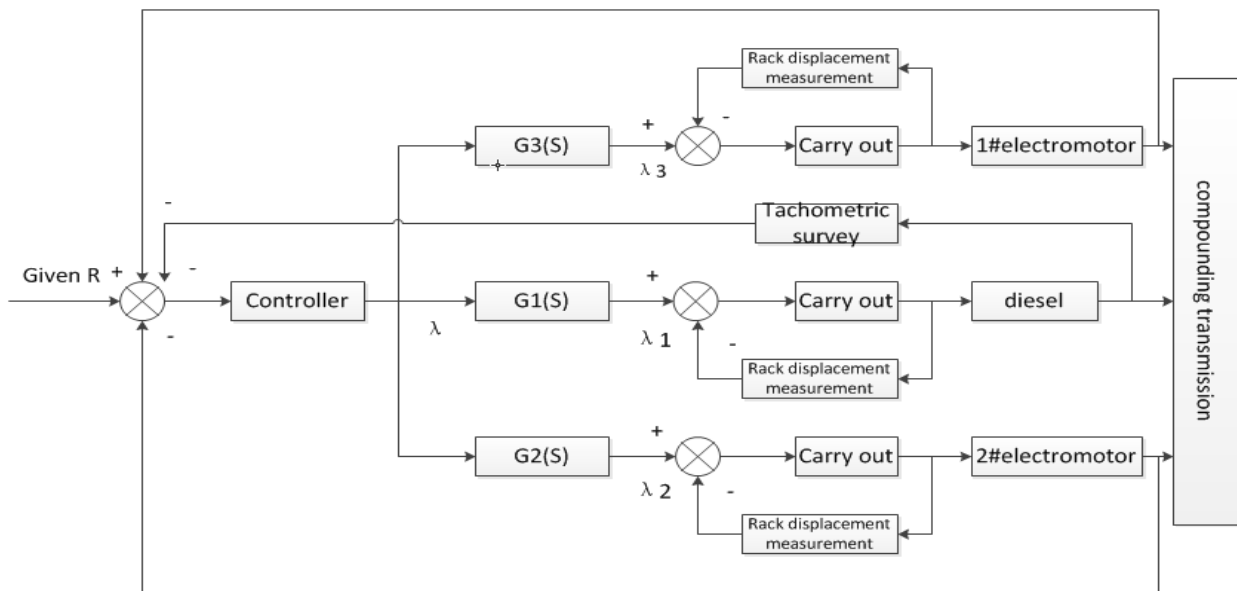 Rack displacement
measurement
-
+
G3(S)
Carry out
1#electromotor
λ 3
-
Tachometric
survey
-
Given R
+
+
Controller
G1(S)
Carry out
diesel
λ
λ 1
-
-
Rack displacement
measurement
+
G2(S)
Carry out
2#electromotor
λ 2
-
Rack displacement
measurement
compounding transmission